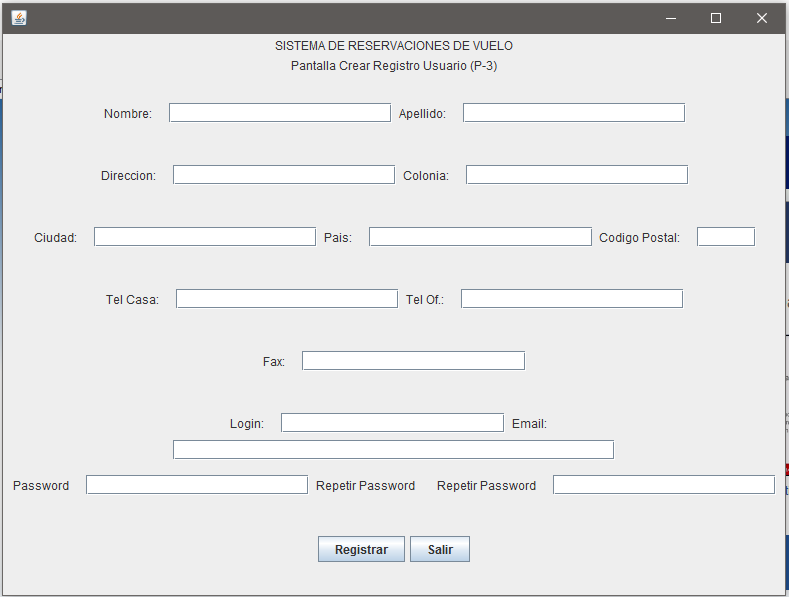 SISTEMA DE RESERVACIONES DE VUELO
Pantalla Crear Registro Usuario (P-3)
Nombre: Apellido:
Direccion: Colonia:
Ciudad: Pais: Codigo Postal:
Tel Casa: Tel Of.:
Fax:
Login: Email:
Password Repetir Password Repetir Password
Registrar Salir